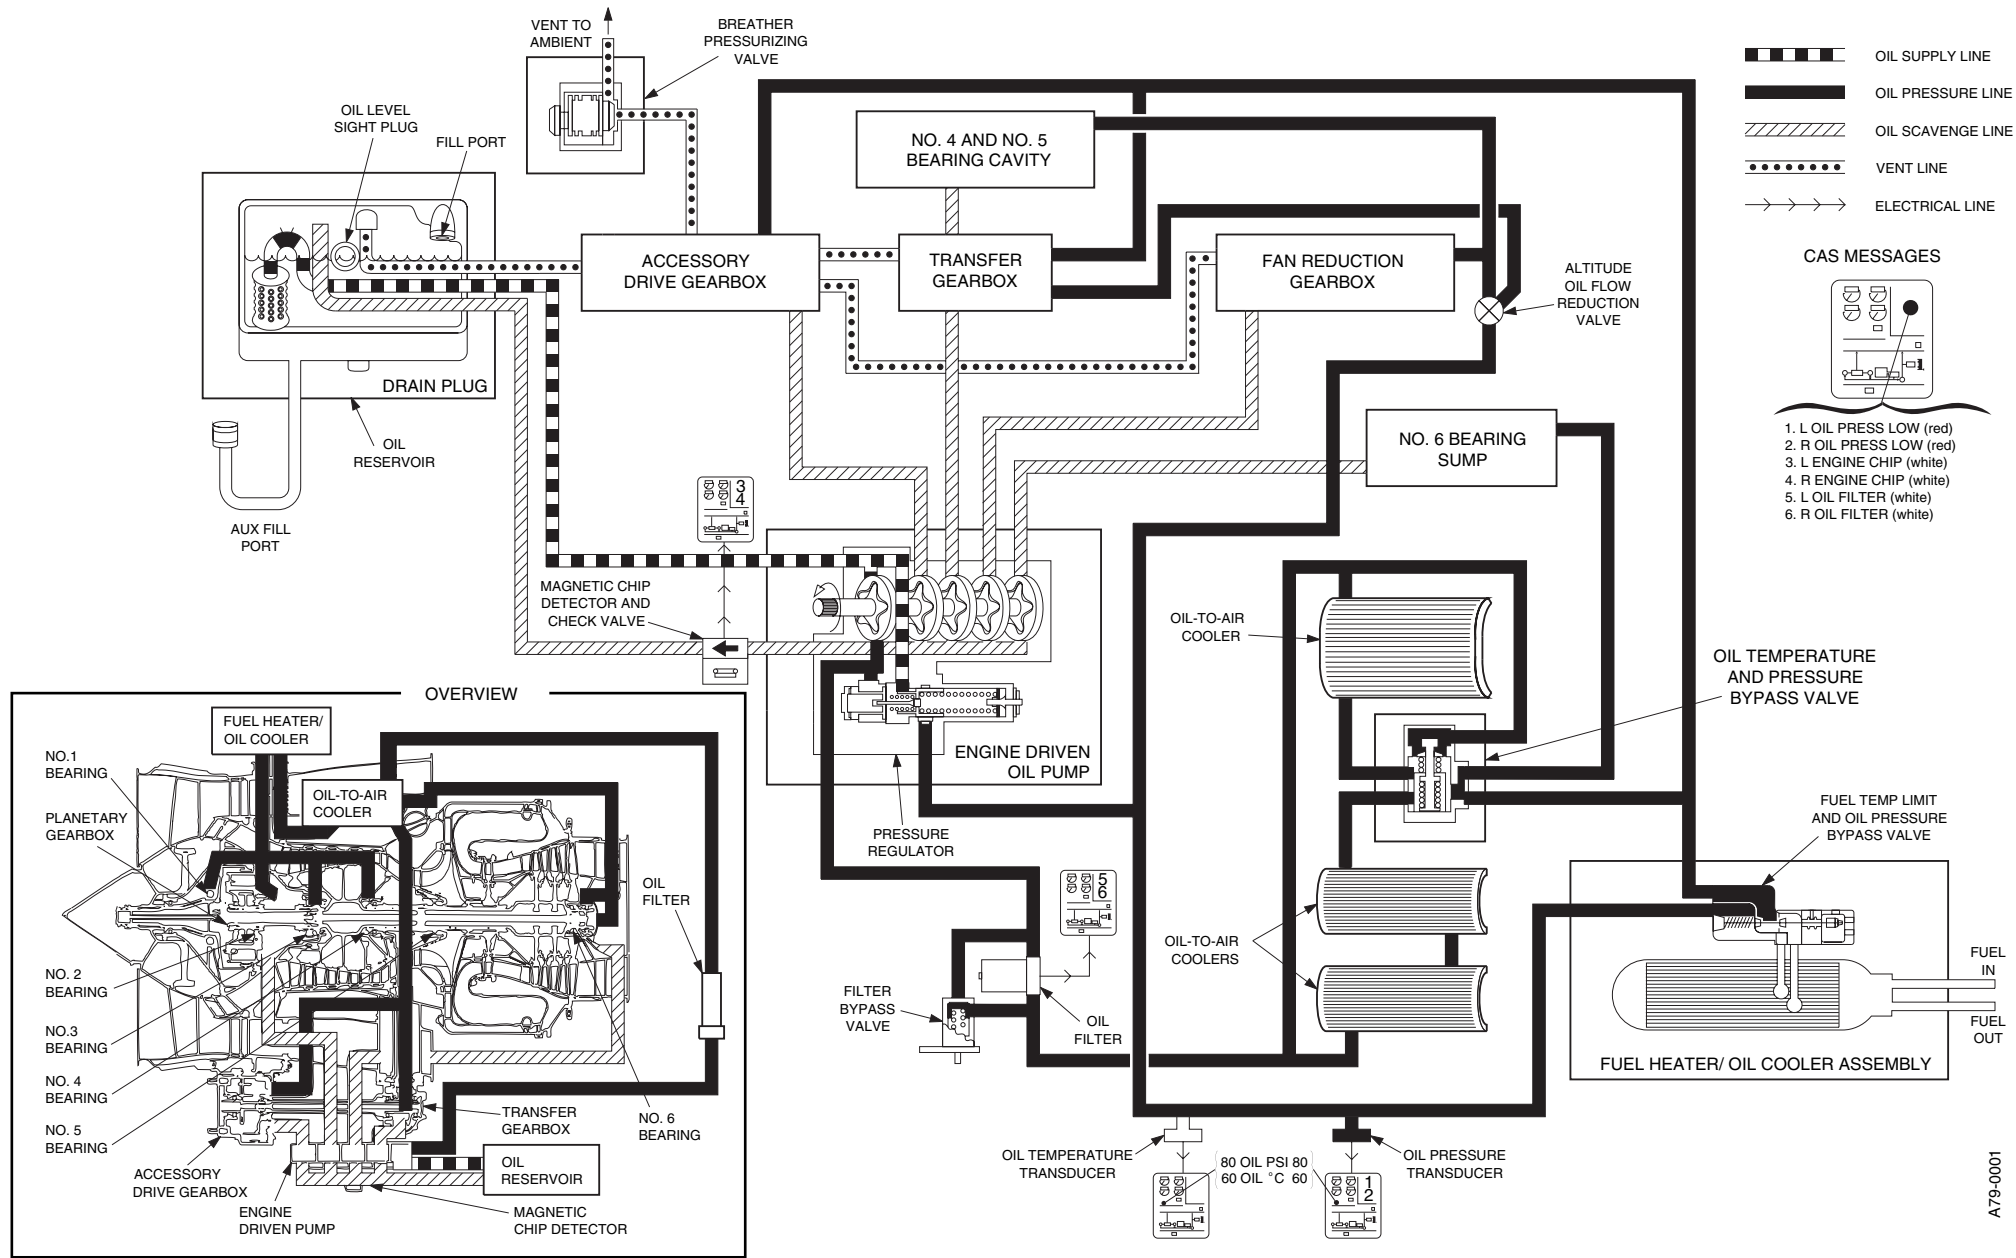 VENT TO
AMBIENT
BREATHER
PRESSURIZING
VALVE
OIL LEVEL
SIGHT PLUG
FILL PORT
DRAIN PLUG
OIL
RESERVOIR
AUX FILL
PORT
ACCESSORY
DRIVE GEARBOX
NO. 4 AND NO. 5
BEARING CAVITY
TRANSFER
GEARBOX
FAN REDUCTION
GEARBOX
ALTITUDE
OIL FLOW
REDUCTION
VALVE
NO. 6 BEARING
SUMP
OIL SUPPLY LINE
OIL PRESSURE LINE
OIL SCAVENGE LINE
VENT LINE
ELECTRICAL LINE
CAS MESSAGES
1. L OIL PRESS LOW (red)
2. R OIL PRESS LOW (red)
3. L ENGINE CHIP (white)
4. R ENGINE CHIP (white)
5. L OIL FILTER (white)
6. R OIL FILTER (white)
3
4
MAGNETIC CHIP
DETECTOR AND
CHECK VALVE
ENGINE DRIVEN
OIL PUMP
PRESSURE
REGULATOR
OIL-TO-AIR
COOLER
OIL TEMPERATURE
AND PRESSURE
BYPASS VALVE
OIL-TO-AIR
COOLERS
5
6
FILTER
BYPASS
VALVE
OIL
FILTER
FUEL TEMP LIMIT
AND OIL PRESSURE
BYPASS VALVE
FUEL
IN
FUEL
OUT
FUEL HEATER/ OIL COOLER ASSEMBLY
OIL TEMPERATURE
TRANSDUCER
80 OIL PSI 80
60 OIL °C 60
OIL PRESSURE
TRANSDUCER
1
2
OVERVIEW
FUEL HEATER/
OIL COOLER
OIL-TO-AIR
COOLER
NO.1
BEARING
PLANETARY
GEARBOX
NO. 2
BEARING
NO.3
BEARING
NO. 4
BEARING
NO. 5
BEARING
ACCESSORY
DRIVE GEARBOX
ENGINE
DRIVEN PUMP
MAGNETIC
CHIP DETECTOR
OIL
RESERVOIR
TRANSFER
GEARBOX
NO. 6
BEARING
OIL
FILTER
A79-0001